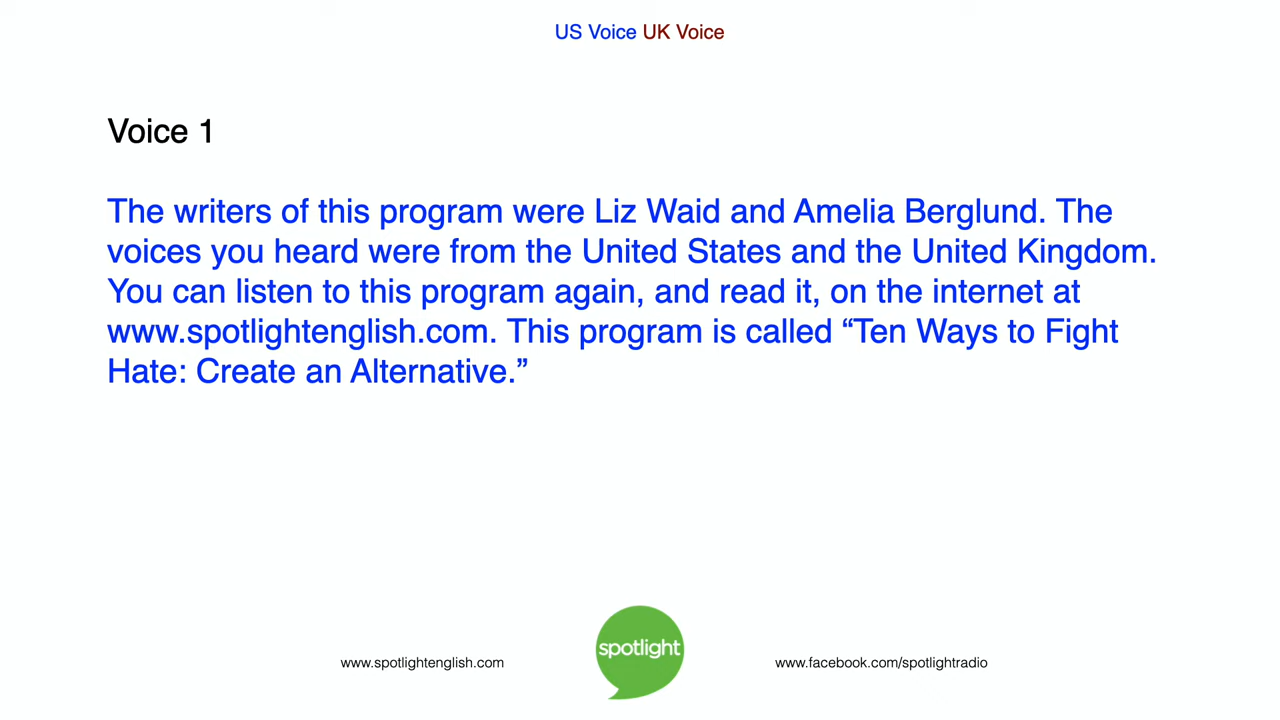 US Voice UK Voice
Voice 1
The writers of this program were Liz Waid and Amelia Berglund. The
voices you heard were from the United States and the United Kingdom.
You can listen to this program again, and read it, on the internet at
www.spotlightenglish.com. This program is called “Ten Ways to Fight
Hate: Create an Alternative.”
spotlight
www.spotlightenglish.com
www.facebook.com/spotlightradio